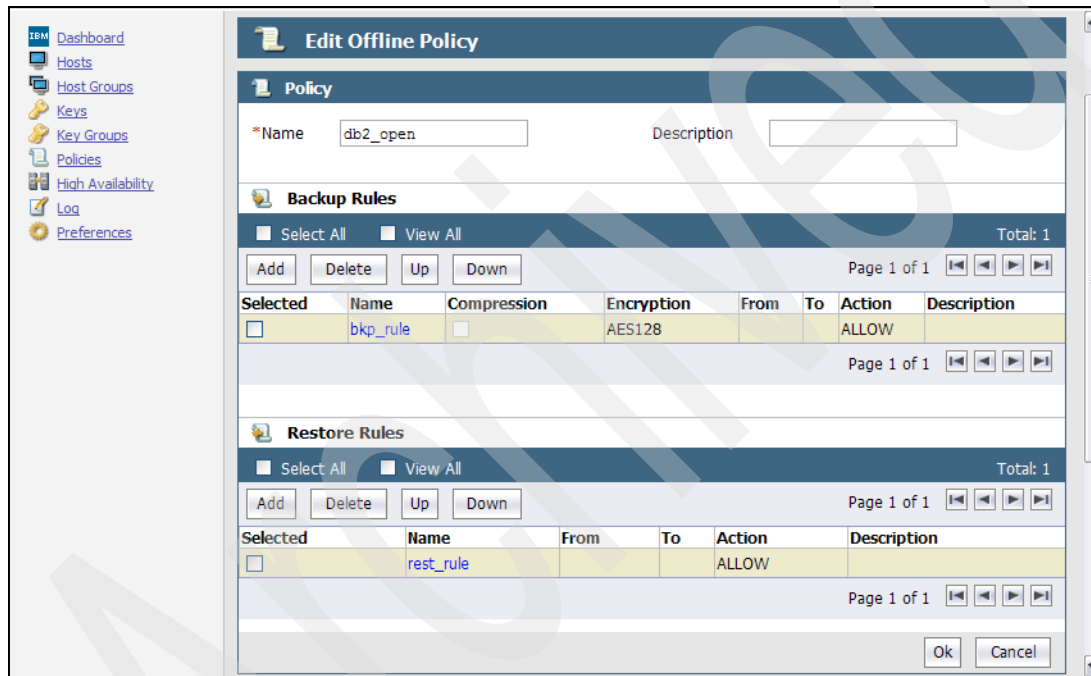 IBM Dashboard
Hosts
Host Groups
Keys
Key Groups
Policies
High Availability
Log
Preferences
Edit Offline Policy
Policy
*Name db2_open Description
Backup Rules
Select All View All Total: 1
Add Delete Up Down Page 1 of 1
Selected Name Compression Encryption From To Action Description
bkp_rule AES128 ALLOW
Page 1 of 1
Restore Rules
Select All View All Total: 1
Add Delete Up Down Page 1 of 1
Selected Name From To Action Description
rest_rule ALLOW
Page 1 of 1
Ok Cancel
Archived